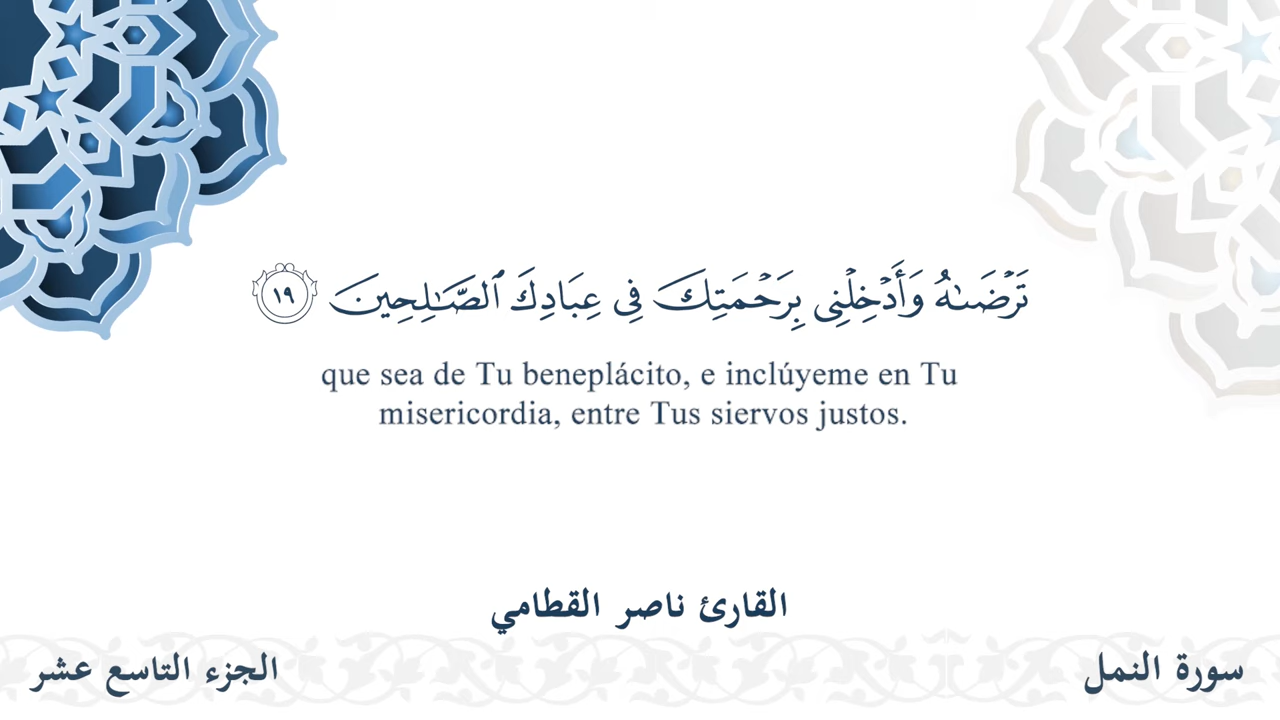 تَرْضَىٰهُ وَأَدْخِلْنِى بِرَحْمَتِكَ فِى عِبَادِكَ ٱلصَّـٰلِحِينَ ١٩
que sea de Tu beneplácito, e inclúyeme en Tu
misericordia, entre Tus siervos justos.
القارئ ناصر القطامي
سورة النمل
الجزء التاسع عشر